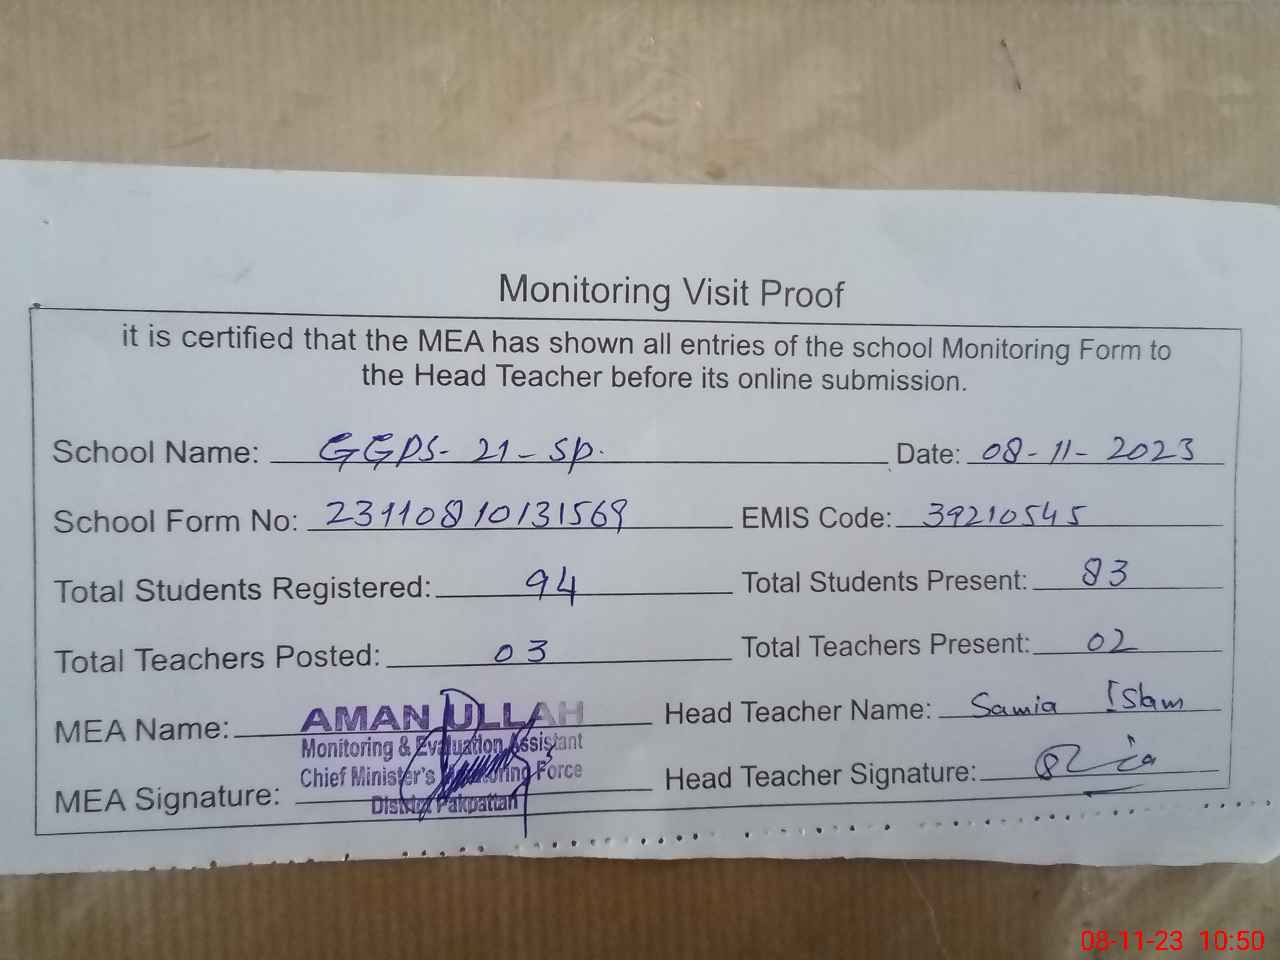 Monitoring Visit Proof
it is certified that the MEA has shown all entries of the school Monitoring Form to
the Head Teacher before its online submission.
School Name: GGPS-21-SP. Date: 08-11-2023
School Form No: 23110810131569 EMIS Code: 39210545
Total Students Registered: 94 Total Students Present: 83
Total Teachers Posted: 03 Total Teachers Present: 02
MEA Name: AMAN ULLAH Head Teacher Name: Samia Islam
Monitoring & Evaluation Assistant
Chief Minister's Monitoring Force
MEA Signature: Head Teacher Signature:
District Pakpattan
08-11-23 10:50